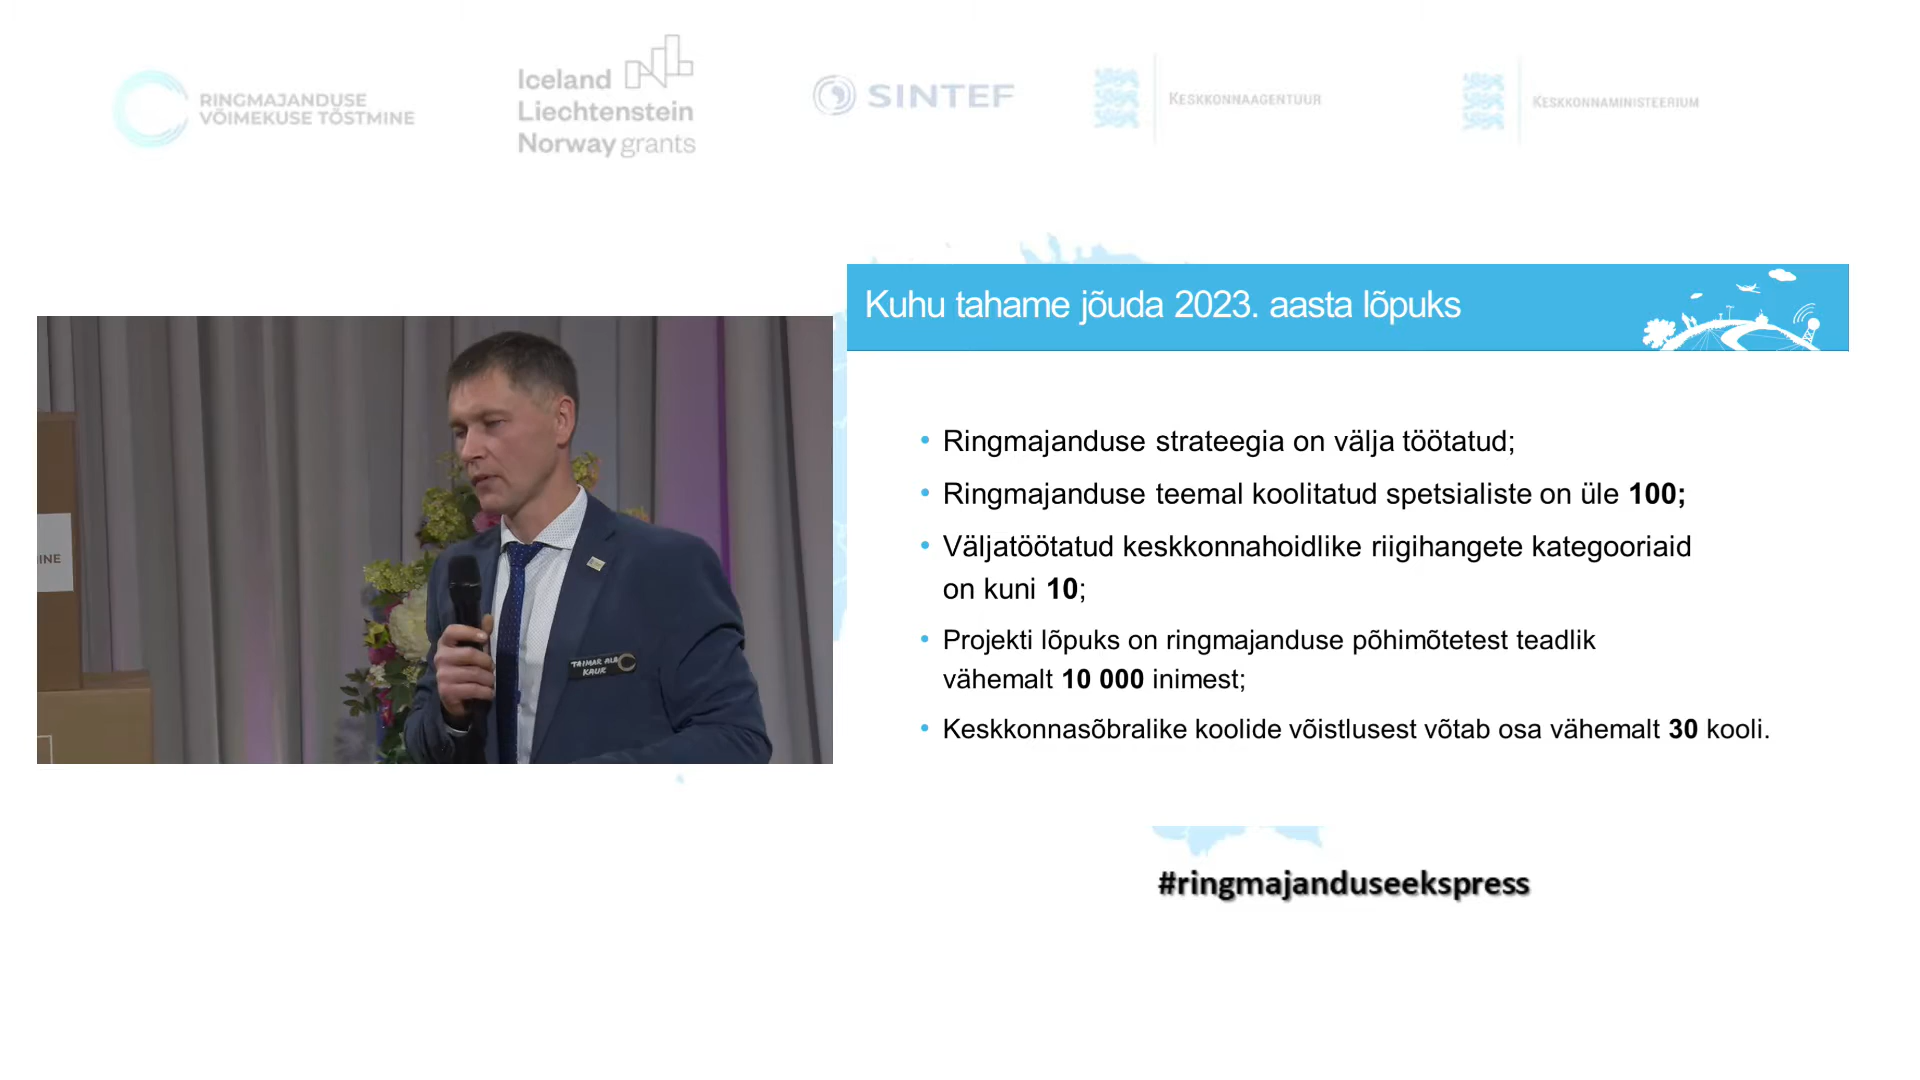 RINGMAJANDUSE
VÕIMEKUSE TÕSTMINE
Iceland
Liechtenstein
Norway grants
SINTEF
KESKKONNAAGENTUUR
KESKKONNAMINISTEERIUM
Kuhu tahame jõuda 2023. aasta lõpuks
• Ringmajanduse strateegia on välja töötatud;
• Ringmajanduse teemal koolitatud spetsialiste on üle 100;
• Väljatöötatud keskkonnahoidlike riigihangete kategooriaid
on kuni 10;
• Projekti lõpuks on ringmajanduse põhimõtetest teadlik
vähemalt 10 000 inimest;
• Keskkonnasõbralike koolide võistlusest võtab osa vähemalt 30 kooli.
INE
TAIMAR ALA
#ringmajanduseekspress